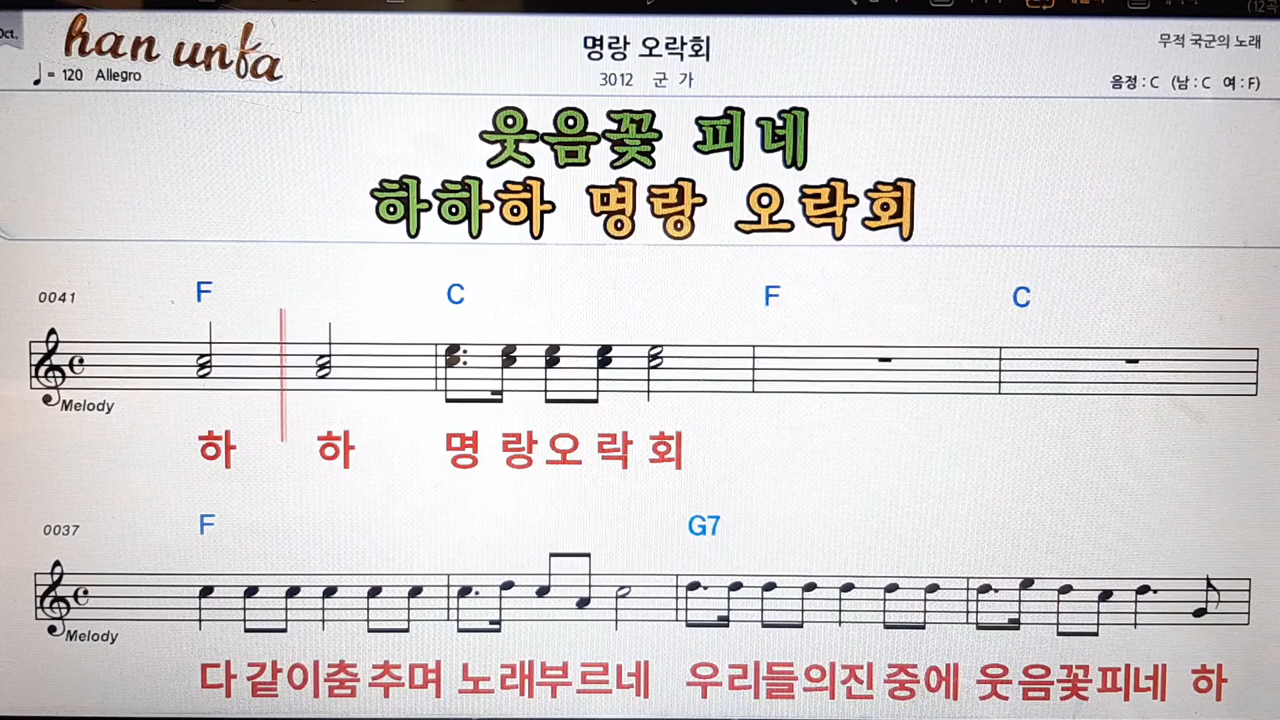 Oct.
han unfa
♩= 120 Allegro
명랑 오락회
3012 군 가
무적 국군의 노래
음정 : C (남 : C 여 : F)
웃음꽃 피네
하하하 명랑 오락회
0041 F C F C
Melody
하 하 명 랑 오 락 회
0037 F G7
Melody
다 같이 춤 추며 노래부르네 우리들의진 중에 웃음꽃피네 하